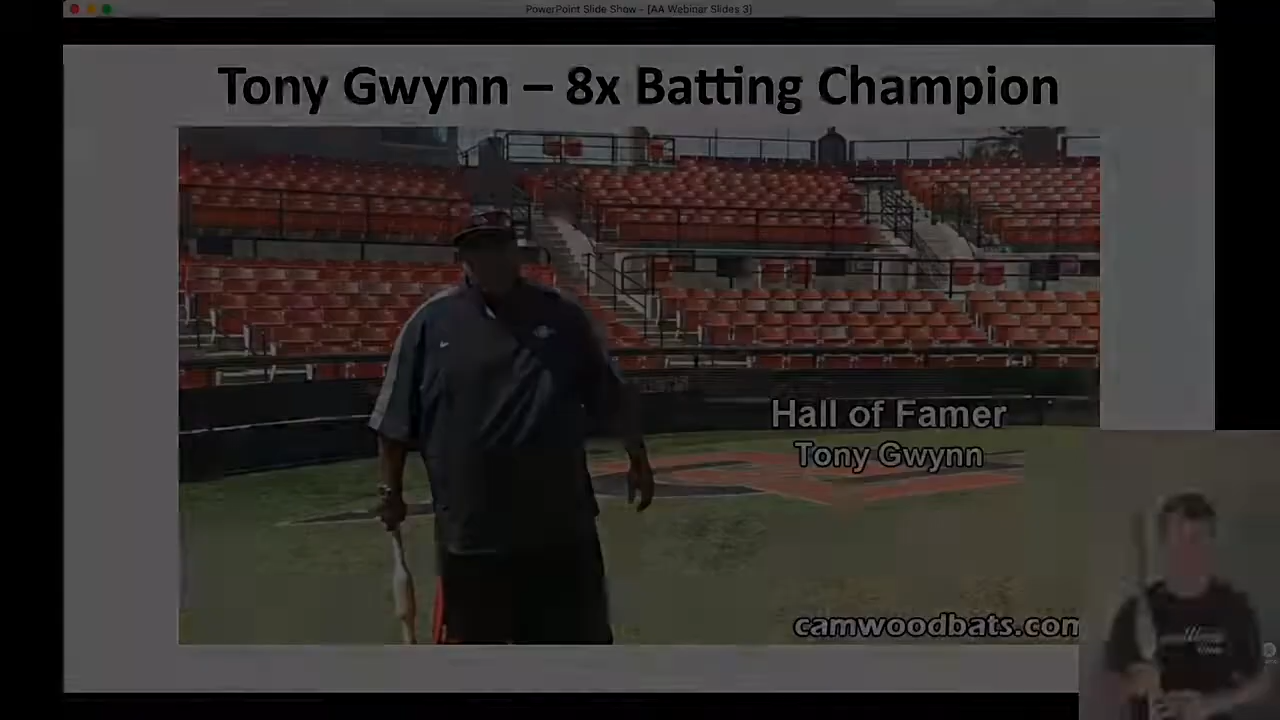 PowerPoint Slide Show - [AA Webinar Slides 3]
Tony Gwynn – 8x Batting Champion
Hall of Famer
Tony Gwynn
camwoodbats.com